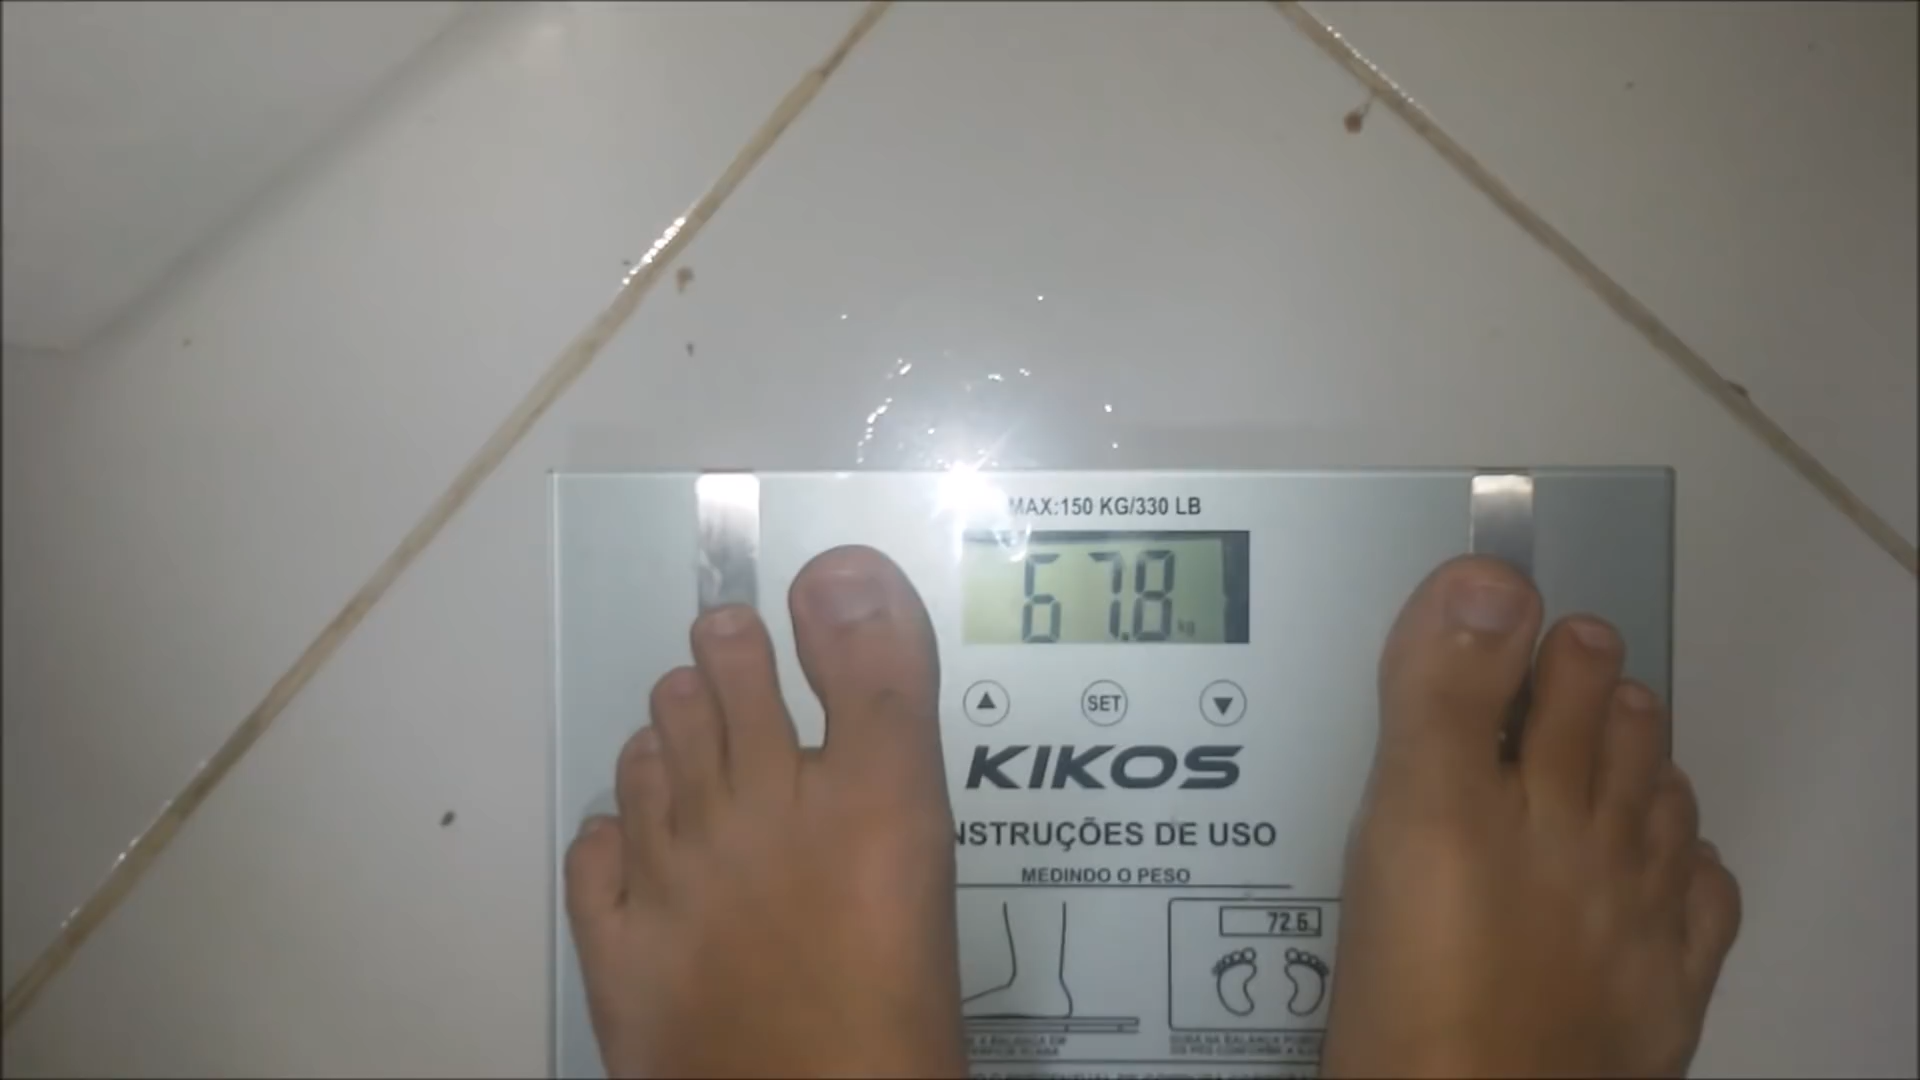 MAX:150 KG/330 LB
67.8 kg
SET
KIKOS
NSTRUÇÕES DE USO
MEDINDO O PESO
72.6